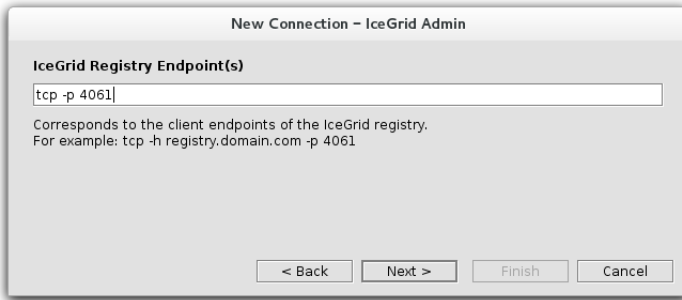 New Connection – IceGrid Admin
IceGrid Registry Endpoint(s)
tcp -p 4061
Corresponds to the client endpoints of the IceGrid registry.
For example: tcp -h registry.domain.com -p 4061
< Back Next > Finish Cancel